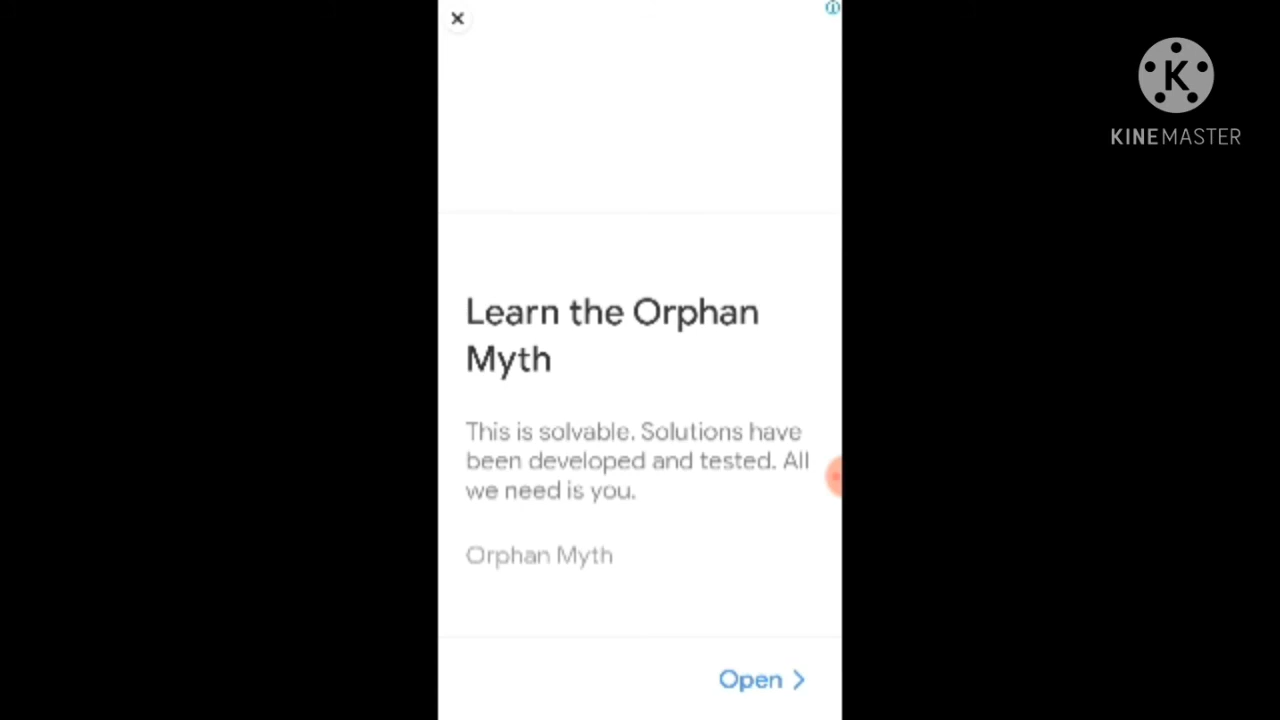 K
KINEMASTER
Learn the Orphan
Myth
This is solvable. Solutions have
been developed and tested. All
we need is you.
Orphan Myth
Open